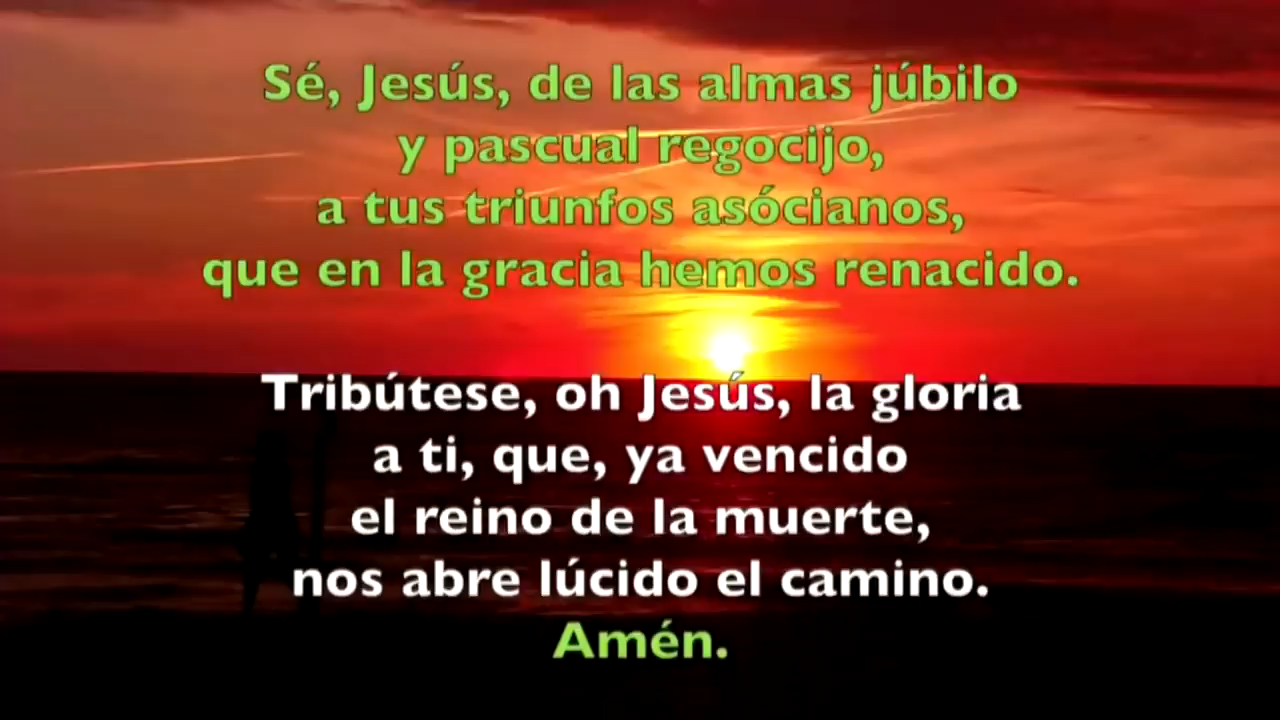 Sé, Jesús, de las almas júbilo
y pascual regocijo,
a tus triunfos asócianos,
que en la gracia hemos renacido.
Tribútese, oh Jesús, la gloria
a ti, que, ya vencido
el reino de la muerte,
nos abre lúcido el camino.
Amén.